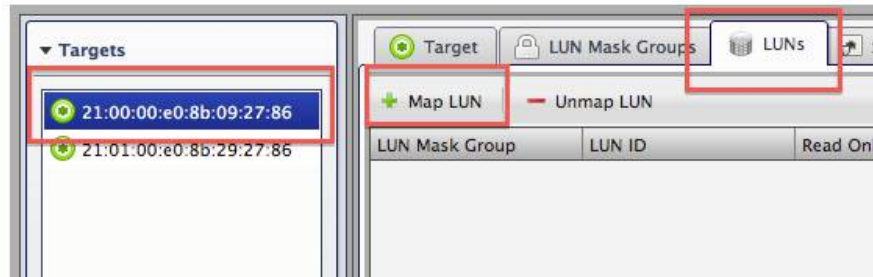 Targets
21:00:00:e0:8b:09:27:86
21:01:00:e0:8b:29:27:86
Target LUN Mask Groups LUNs
Map LUN Unmap LUN
LUN Mask Group LUN ID Read On